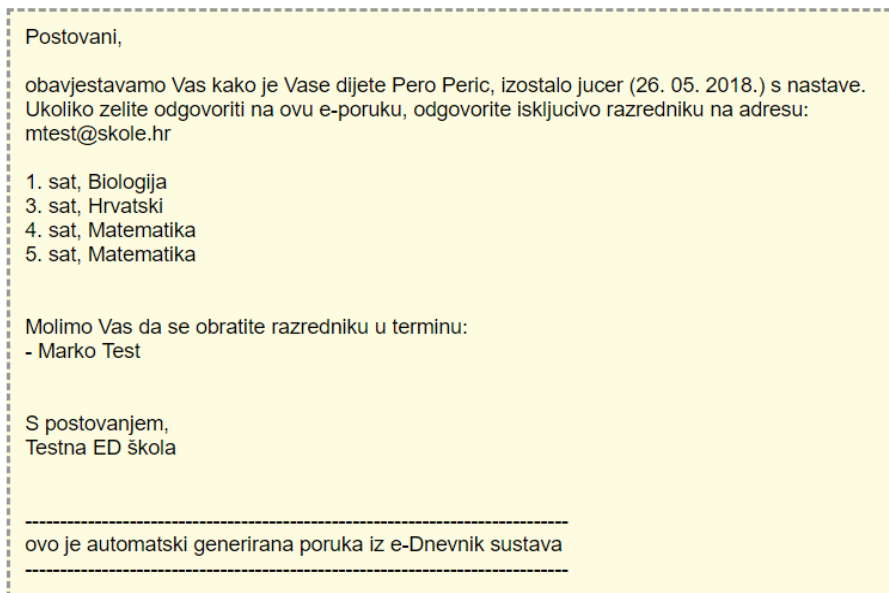 Postovani,
obavjestavamo Vas kako je Vase dijete Pero Peric, izostalo jucer (26. 05. 2018.) s nastave.
Ukoliko zelite odgovoriti na ovu e-poruku, odgovorite iskljucivo razredniku na adresu:
mtest@skole.hr
1. sat, Biologija
3. sat, Hrvatski
4. sat, Matematika
5. sat, Matematika
Molimo Vas da se obratite razredniku u terminu:
- Marko Test
S postovanjem,
Testna ED škola
------------------------------------------------------------------------------
ovo je automatski generirana poruka iz e-Dnevnik sustava
------------------------------------------------------------------------------